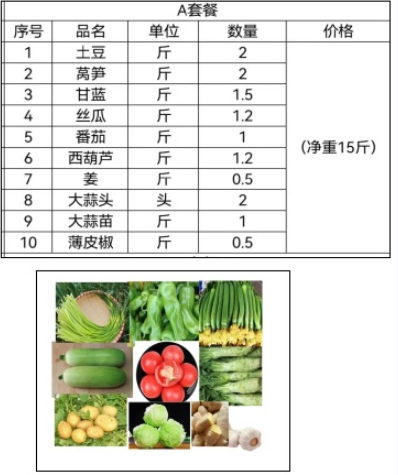 A套餐
序号 品名 单位 数量 价格
1 土豆 斤 2
2 莴笋 斤 2
3 甘蓝 斤 1.5
4 丝瓜 斤 1.2
5 番茄 斤 1
6 西葫芦 斤 1.2
7 姜 斤 0.5
8 大蒜头 头 2
9 大蒜苗 斤 1
10 薄皮椒 斤 0.5
（净重15斤）